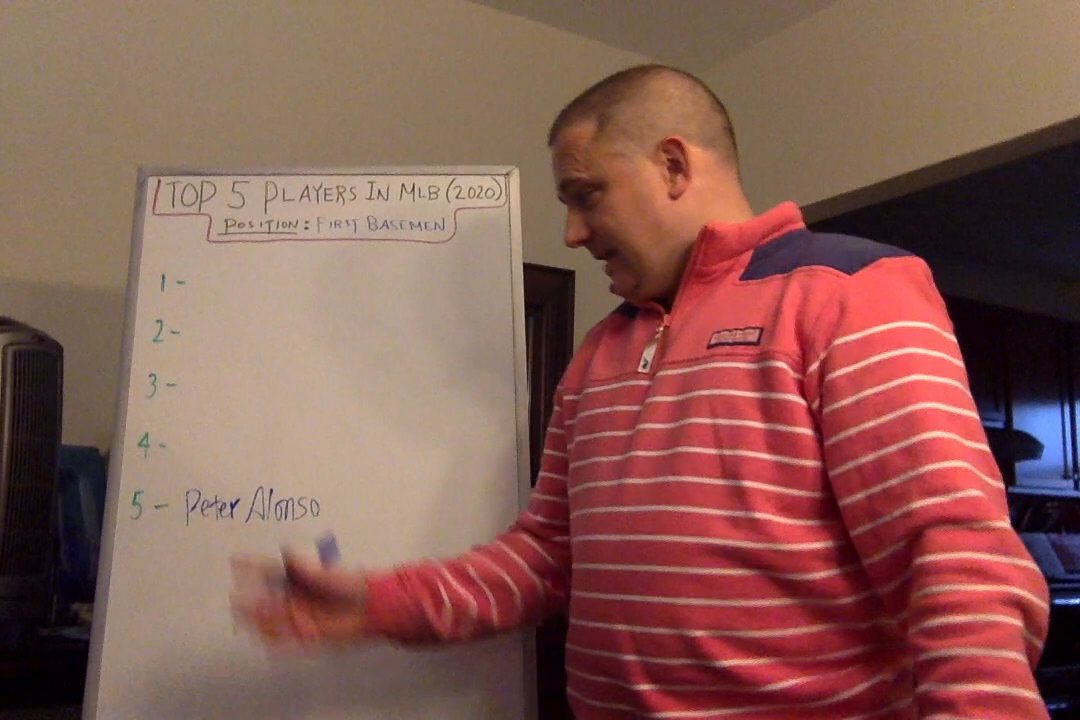 TOP 5 PLAYERS IN MLB (2020)
POSITION: FIRST BASEMEN
1 -
2 -
3 -
4 -
5 - Peter Alonso